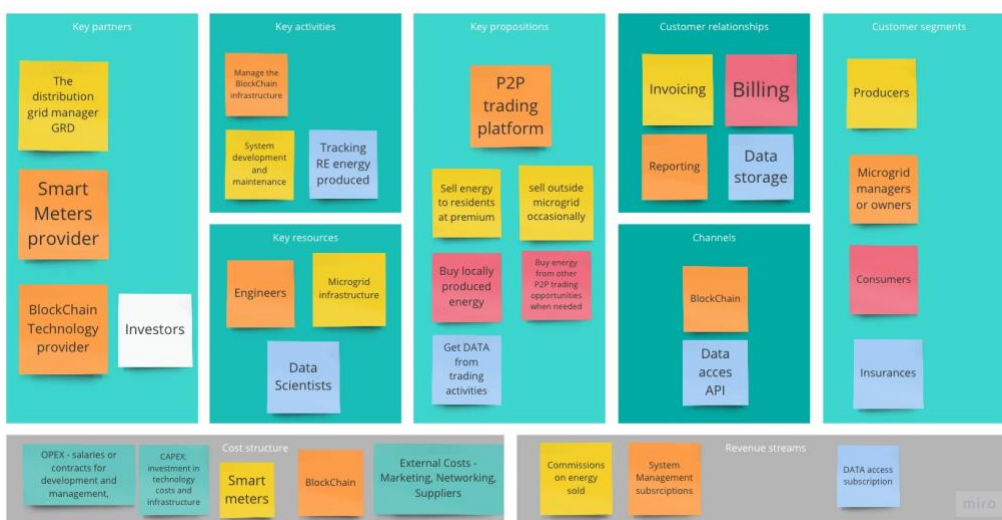 Key partners
The
distribution
grid manager
GRD
Smart
Meters
provider
BlockChain
Technology
provider
Investors
Key activities
Manage the
BlockChain
infrastructure
System
development
and
maintenance
Tracking
RE energy
produced
Key resources
Engineers
Microgrid
infrastructure
Data
Scientists
Key propositions
P2P
trading
platform
Sell energy
to residents
at premium
sell outside
microgrid
occasionally
Buy locally
produced
energy
Buy energy
from other
P2P trading
opportunities
when needed
Get DATA
from
trading
activities
Customer relationships
Invoicing
Billing
Reporting
Data
storage
Channels
BlockChain
Data
acces
API
Customer segments
Producers
Microgrid
managers
or owners
Consumers
Insurances
Cost structure
OPEX - salaries or
contracts for
development and
management,
CAPEX:
investment in
technology
costs and
infrastructure
Smart
meters
BlockChain
External Costs -
Marketing, Networking,
Suppliers
Revenue streams
Commissions
on energy
sold
System
Management
subsrciptions
DATA access
subscription
miro